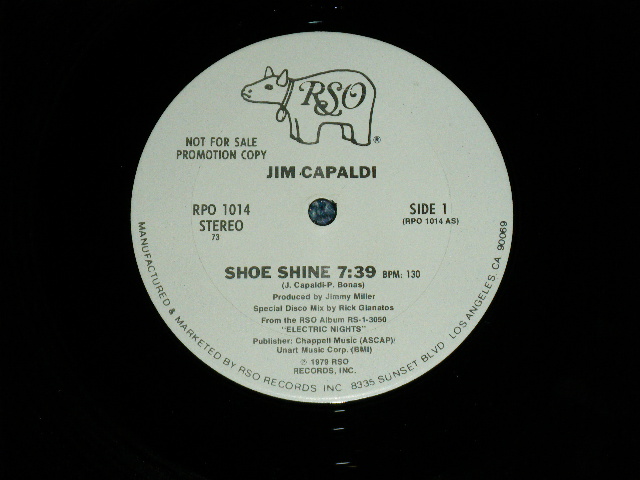 RSO
®
NOT FOR SALE
PROMOTION COPY
JIM CAPALDI
RPO 1014
STEREO
73
SIDE 1
(RPO 1014 AS)
SHOE SHINE 7:39 BPM: 130
(J. Capaldi-P. Bonas)
Produced by Jimmy Miller
Special Disco Mix by Rick Gianatos
From the RSO Album RS-1-3050
"ELECTRIC NIGHTS"
Publisher: Chappell Music (ASCAP)/
Unart Music Corp. (BMI)
℗ 1979 RSO
RECORDS, INC.
MANUFACTURED & MARKETED BY RSO RECORDS INC. 8335 SUNSET BLVD. LOS ANGELES, CA 90069